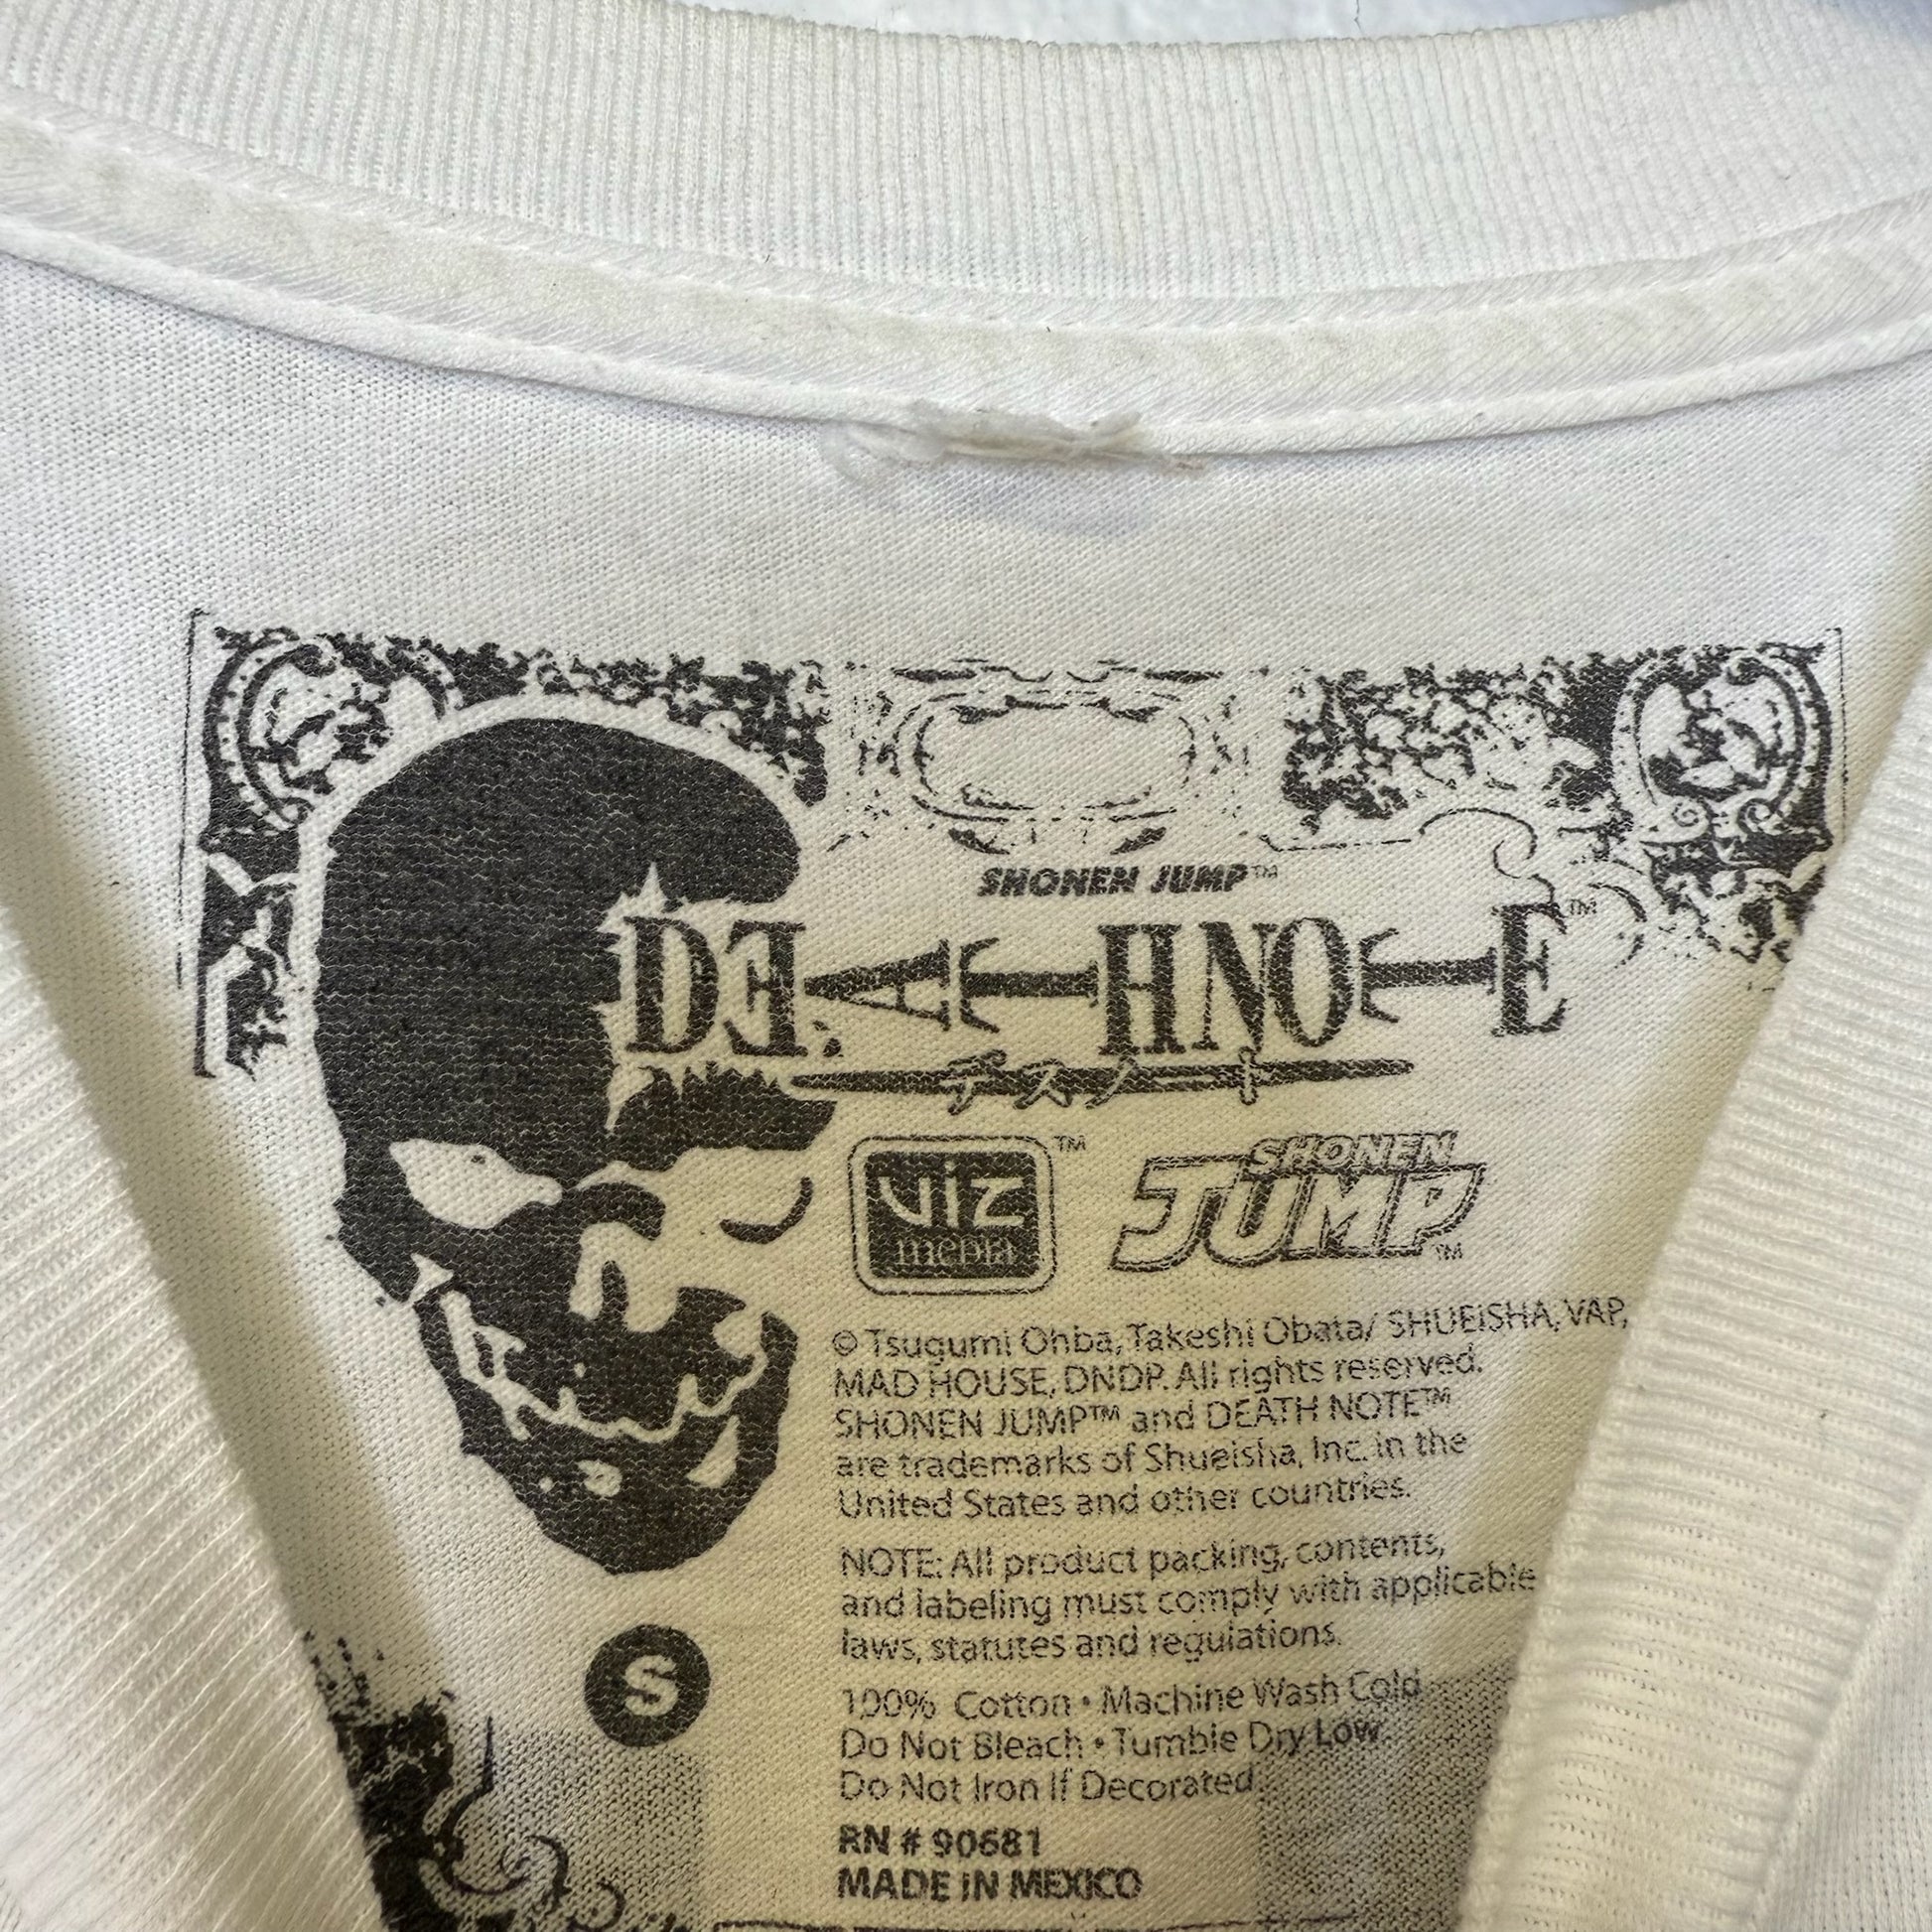 SHONEN JUMP™
DEATH NOTE™
デスノート
viz ™
media
SHONEN
JUMP ™
© Tsugumi Ohba, Takeshi Obata/ SHUEISHA, VAP,
MAD HOUSE, DNDP. All rights reserved.
SHONEN JUMP™ and DEATH NOTE™
are trademarks of Shueisha, Inc. in the
United States and other countries.
NOTE: All product packing, contents,
and labeling must comply with applicable
laws, statutes and regulations.
S
100% Cotton • Machine Wash Cold
Do Not Bleach • Tumble Dry Low
Do Not Iron If Decorated.
RN # 90681
MADE IN MEXICO